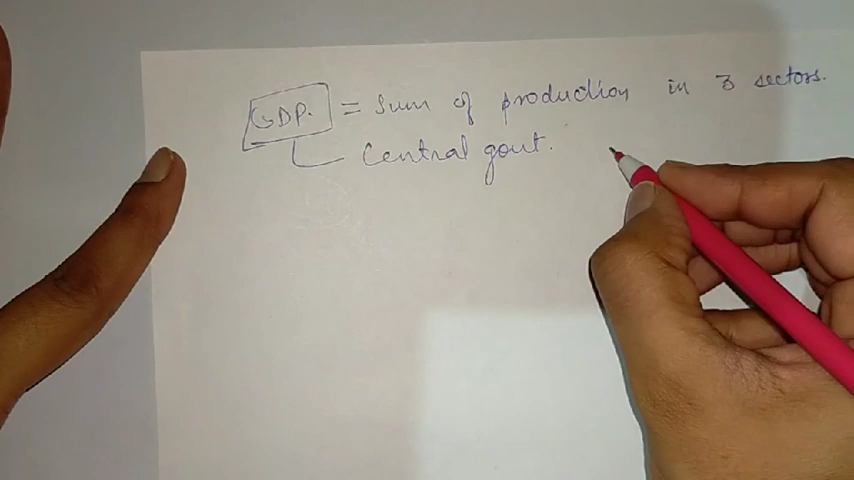 GDP. = Sum of production in 3 sectors.
Central govt.